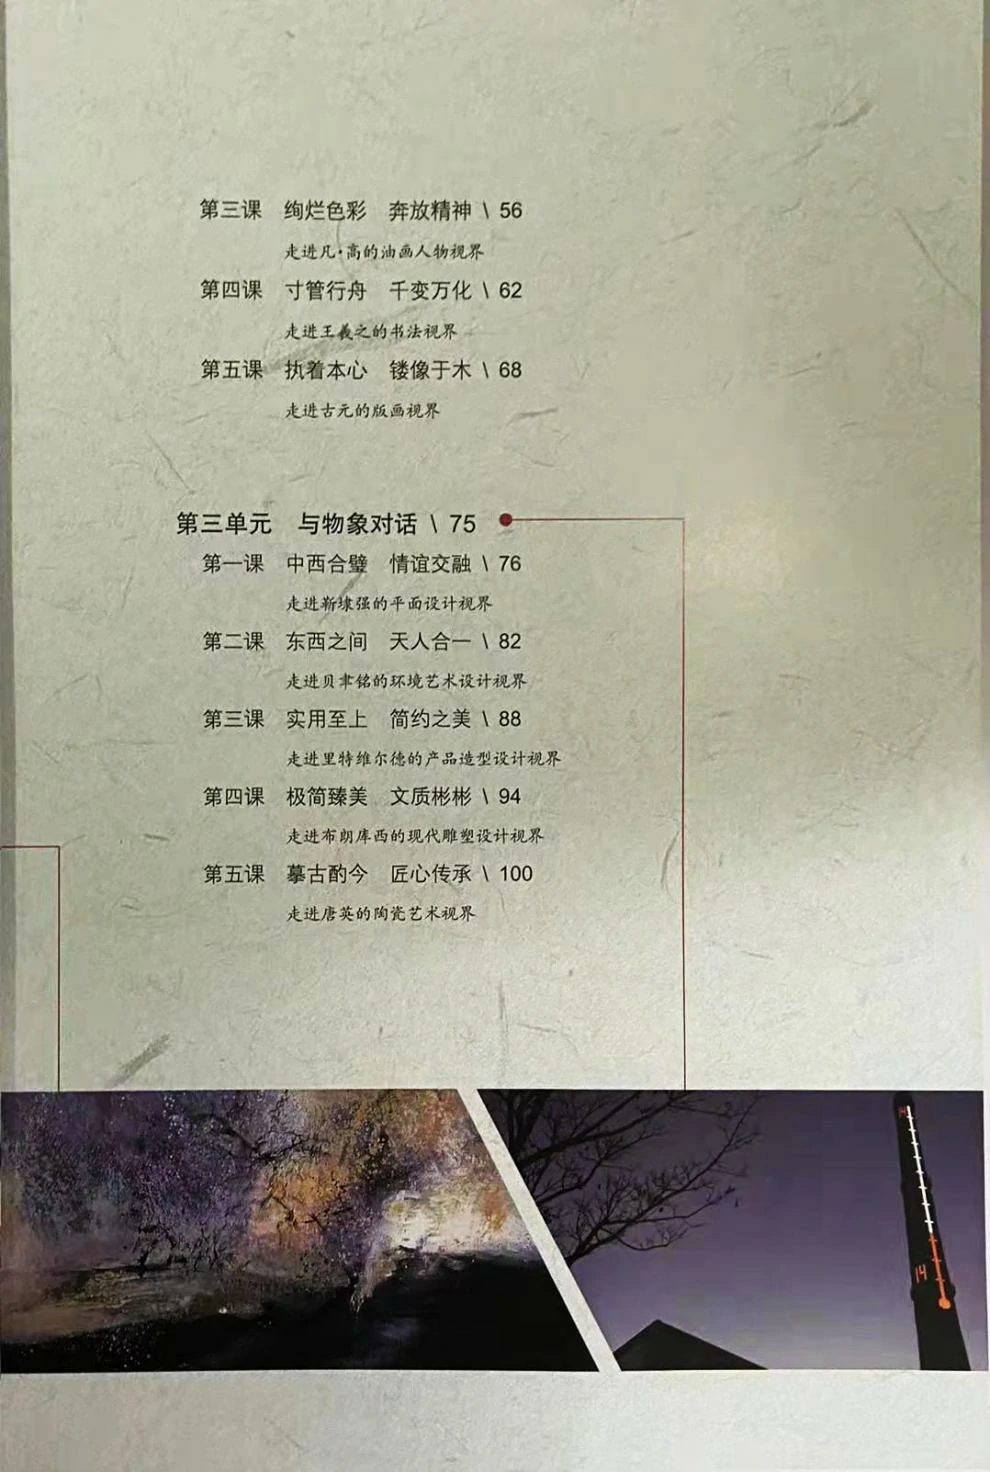 第三课 绚烂色彩 奔放精神 \ 56
走进凡·高的油画人物视界
第四课 寸管行舟 千变万化 \ 62
走进王羲之的书法视界
第五课 执着本心 镂像于木 \ 68
走进古元的版画视界
第三单元 与物象对话 \ 75
第一课 中西合璧 情谊交融 \ 76
走进靳埭强的平面设计视界
第二课 东西之间 天人合一 \ 82
走进贝聿铭的环境艺术设计视界
第三课 实用至上 简约之美 \ 88
走进里特维尔德的产品造型设计视界
第四课 极简臻美 文质彬彬 \ 94
走进布朗库西的现代雕塑设计视界
第五课 摹古酌今 匠心传承 \ 100
走进唐英的陶瓷艺术视界
14
14